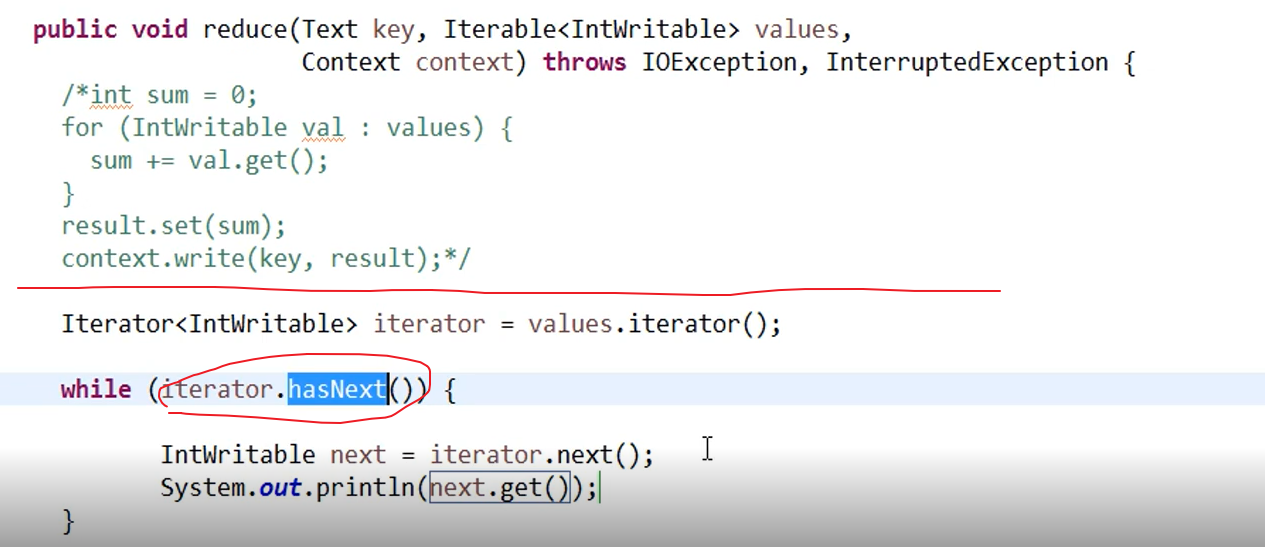 public void reduce(Text key, Iterable<IntWritable> values,
Context context) throws IOException, InterruptedException {
/*int sum = 0;
for (IntWritable val : values) {
sum += val.get();
}
result.set(sum);
context.write(key, result);*/
Iterator<IntWritable> iterator = values.iterator();
while (iterator.hasNext()) {
IntWritable next = iterator.next();
System.out.println(next.get());
}